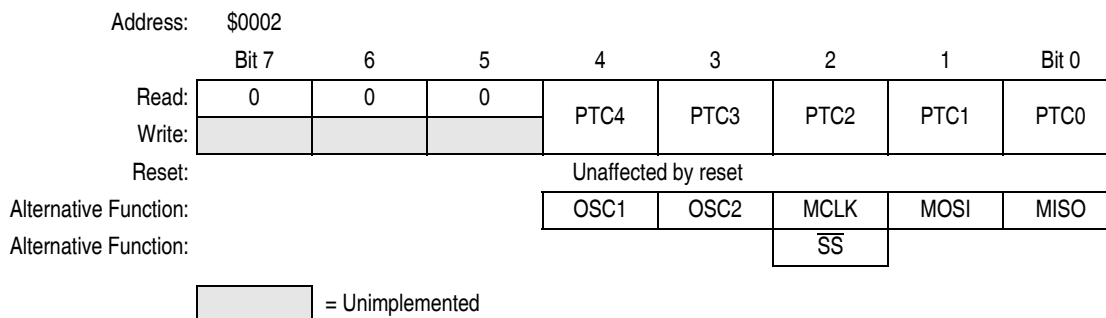 Address: $0002
Bit 7 6 5 4 3 2 1 Bit 0
Read: 0 0 0 PTC4 PTC3 PTC2 PTC1 PTC0
Write:
Reset: Unaffected by reset
Alternative Function: OSC1 OSC2 MCLK MOSI MISO
Alternative Function: S̅S̅
= Unimplemented